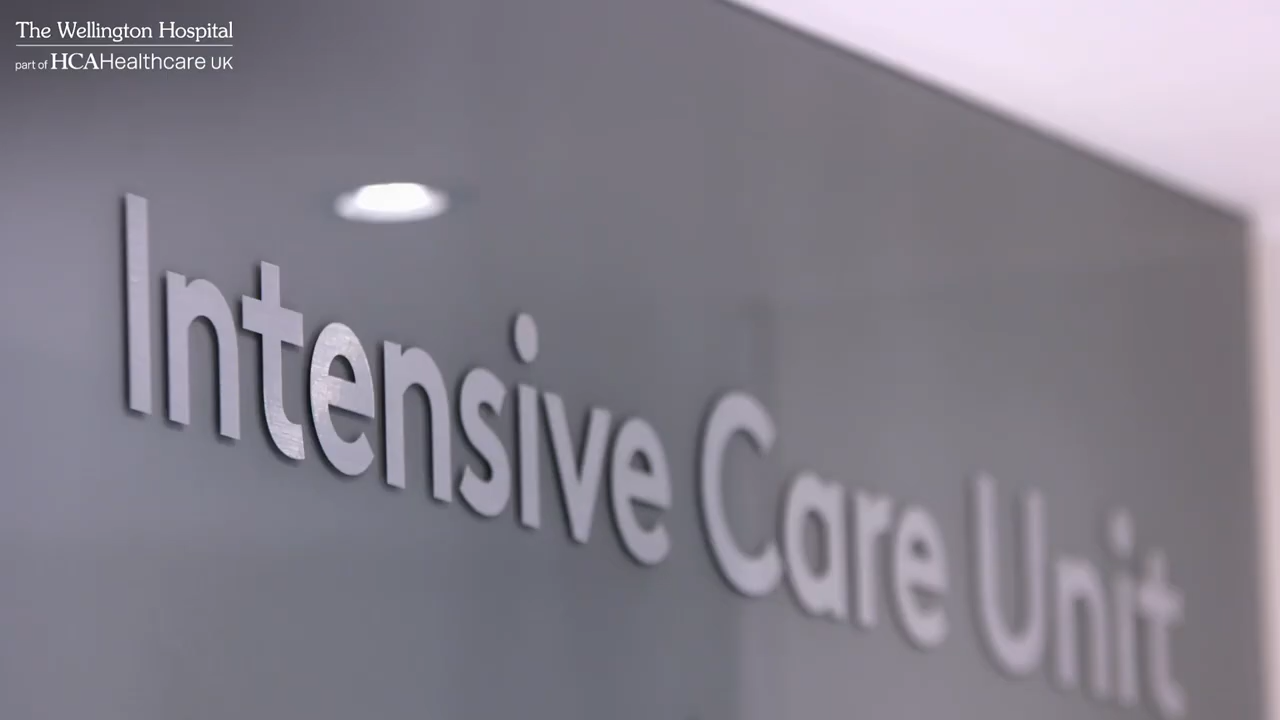 The Wellington Hospital
part of HCAHealthcare UK
Intensive Care Unit